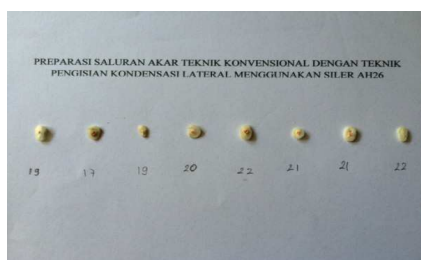 PREPARASI SALURAN AKAR TEKNIK KONVENSIONAL DENGAN TEKNIK
PENGISIAN KONDENSASI LATERAL MENGGUNAKAN SILER AH26
13 17 19 20 22 21 21 22